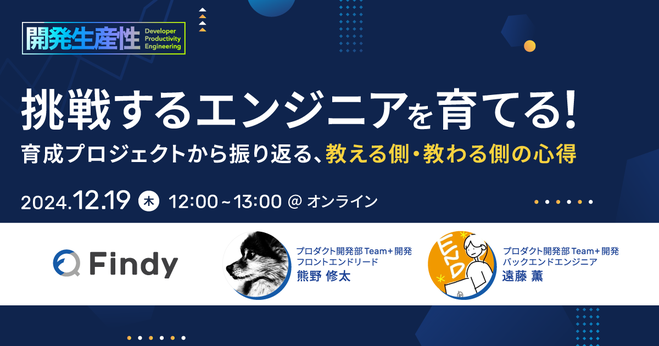 開発生産性
Developer
Productivity
Engineering
挑戦するエンジニアを育てる!
育成プロジェクトから振り返る、教える側・教わる側の心得
2024.12.19 木 12:00~13:00 @ オンライン
Findy
プロダクト開発部 Team+ 開発
フロントエンドリード
熊野 修太
END
プロダクト開発部 Team+ 開発
バックエンドエンジニア
遠藤 薫